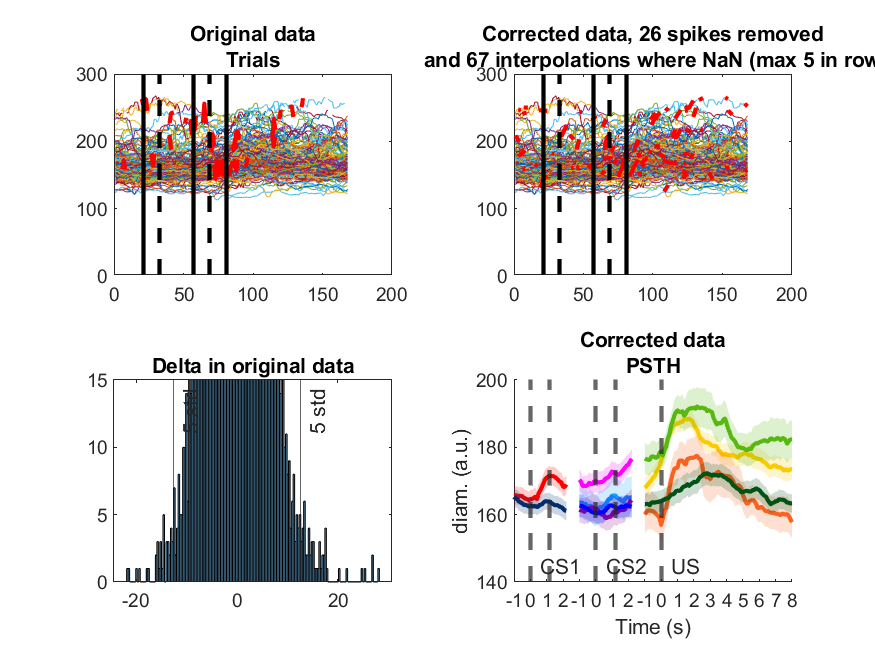 Original data
Trials
300
200
100
0
0
50
100
150
200
Corrected data, 26 spikes removed
and 67 interpolations where NaN (max 5 in row
300
200
100
0
0
50
100
150
200
Delta in original data
15
10
5
0
5 std
5 std
-20
0
20
Corrected data
PSTH
200
180
160
140
diam. (a.u.)
CS1
CS2
US
-1 0 1 2 -1 0 1 2 -1 0 1 2 3 4 5 6 7 8
Time (s)